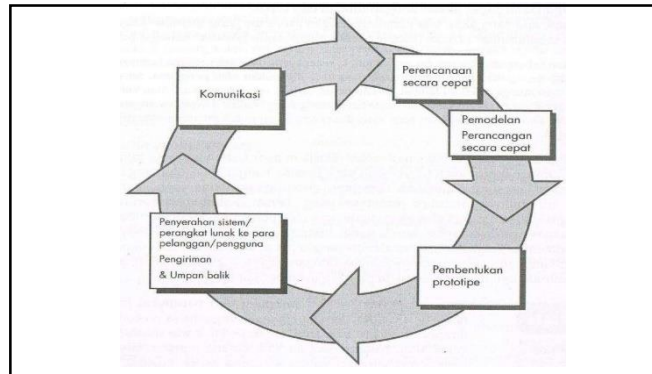 Komunikasi
Perencanaan
secara cepat
Pemodelan
Perancangan
secara cepat
Pembentukan
prototipe
Penyerahan sistem/
perangkat lunak ke para
pelanggan/pengguna
Pengiriman
& Umpan balik